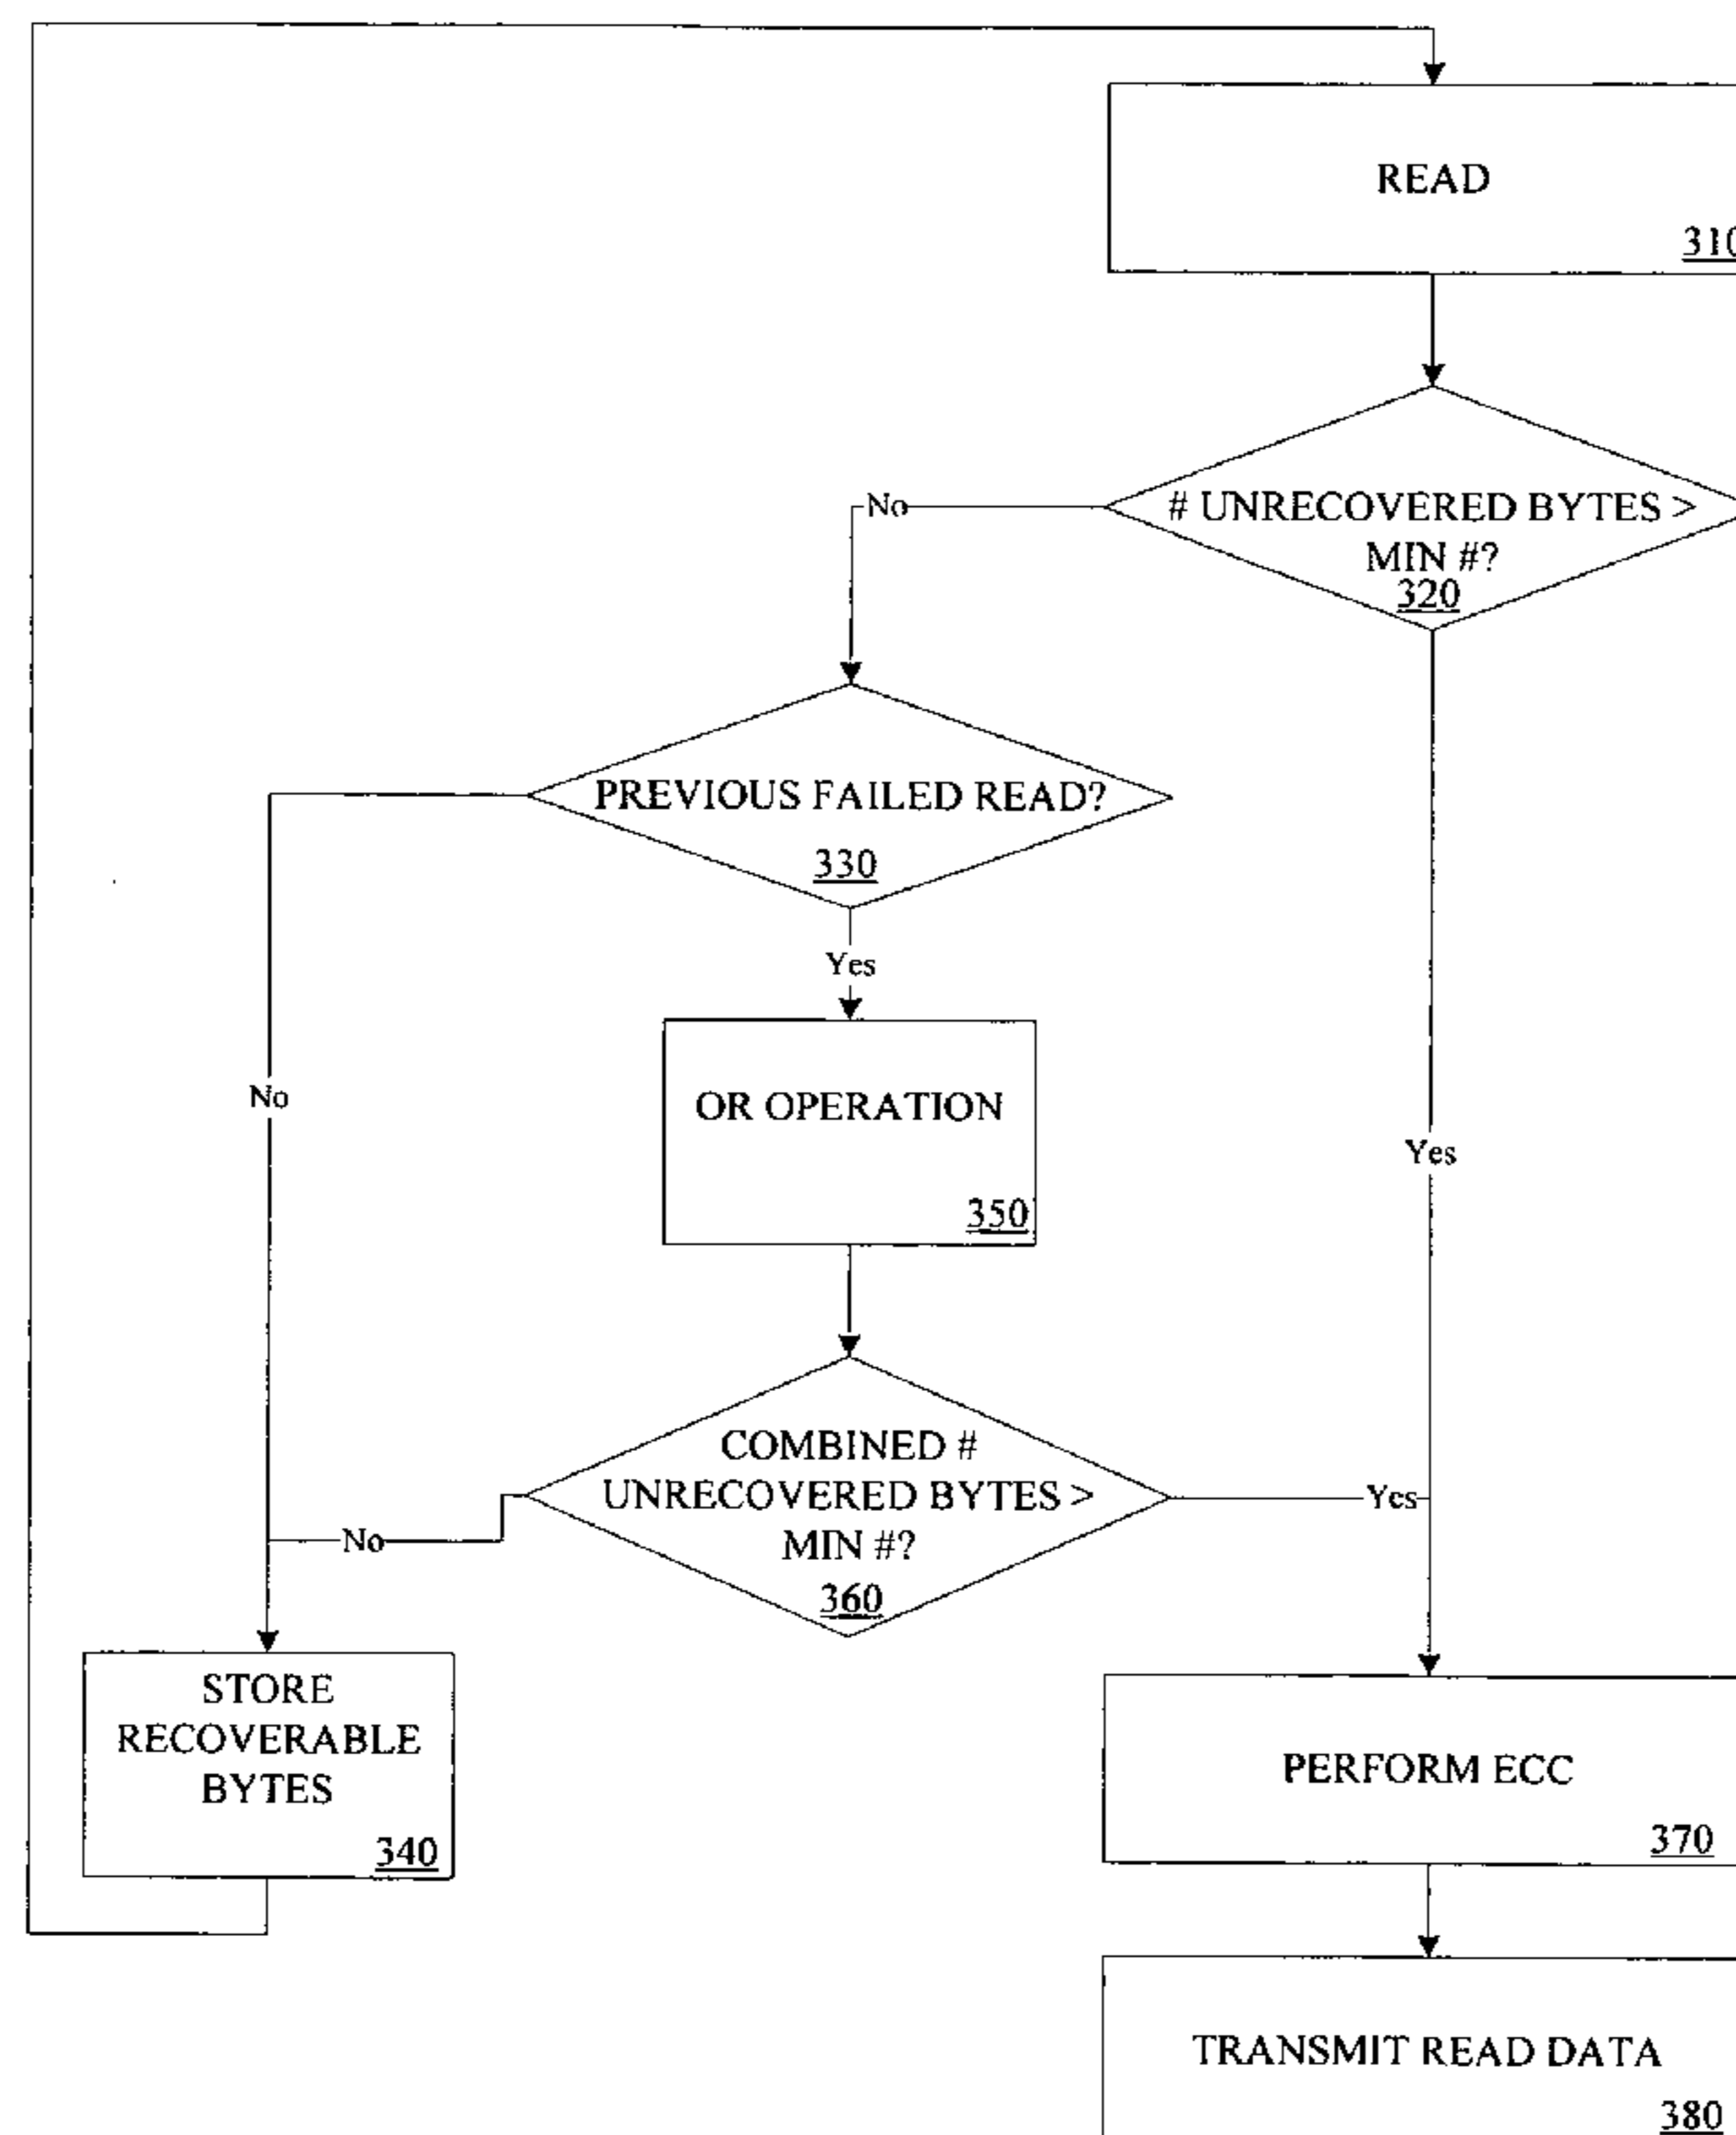 READ
310
No
# UNRECOVERED BYTES >
MIN #?
320
PREVIOUS FAILED READ?
330
Yes
No
OR OPERATION
350
Yes
COMBINED #
UNRECOVERED BYTES >
MIN #?
360
Yes
No
STORE
RECOVERABLE
BYTES
340
PERFORM ECC
370
TRANSMIT READ DATA
380